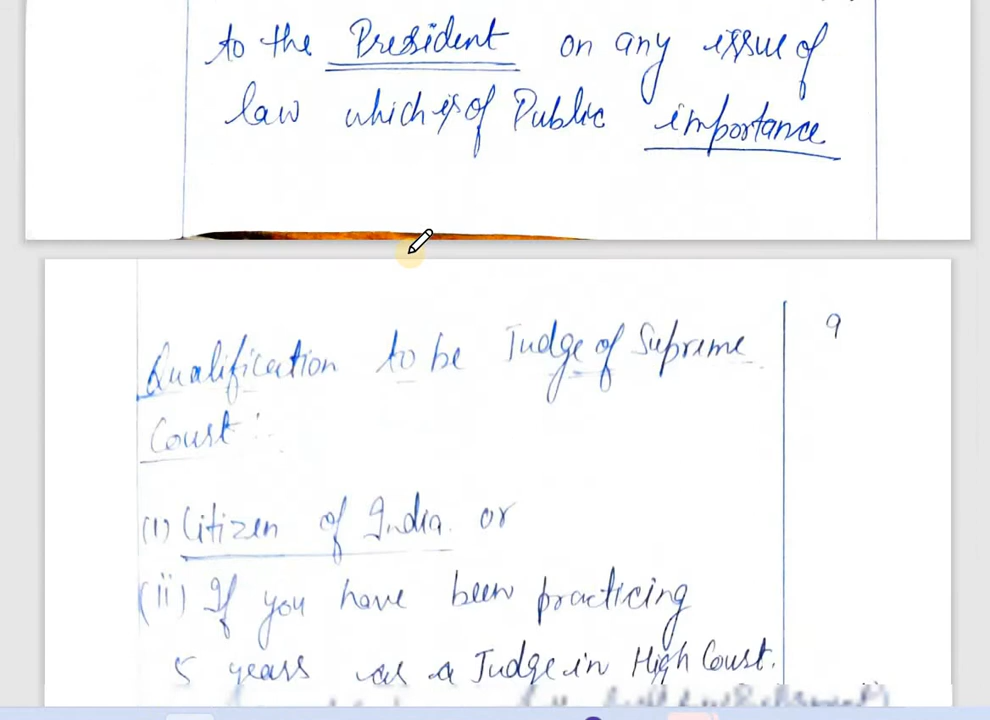 to the President on any issue of
law which is of Public importance
9
Qualification to be Judge of Supreme
Court :-
(i) Citizen of India or
(ii) If you have been practicing
5 years as a Judge in High Court.